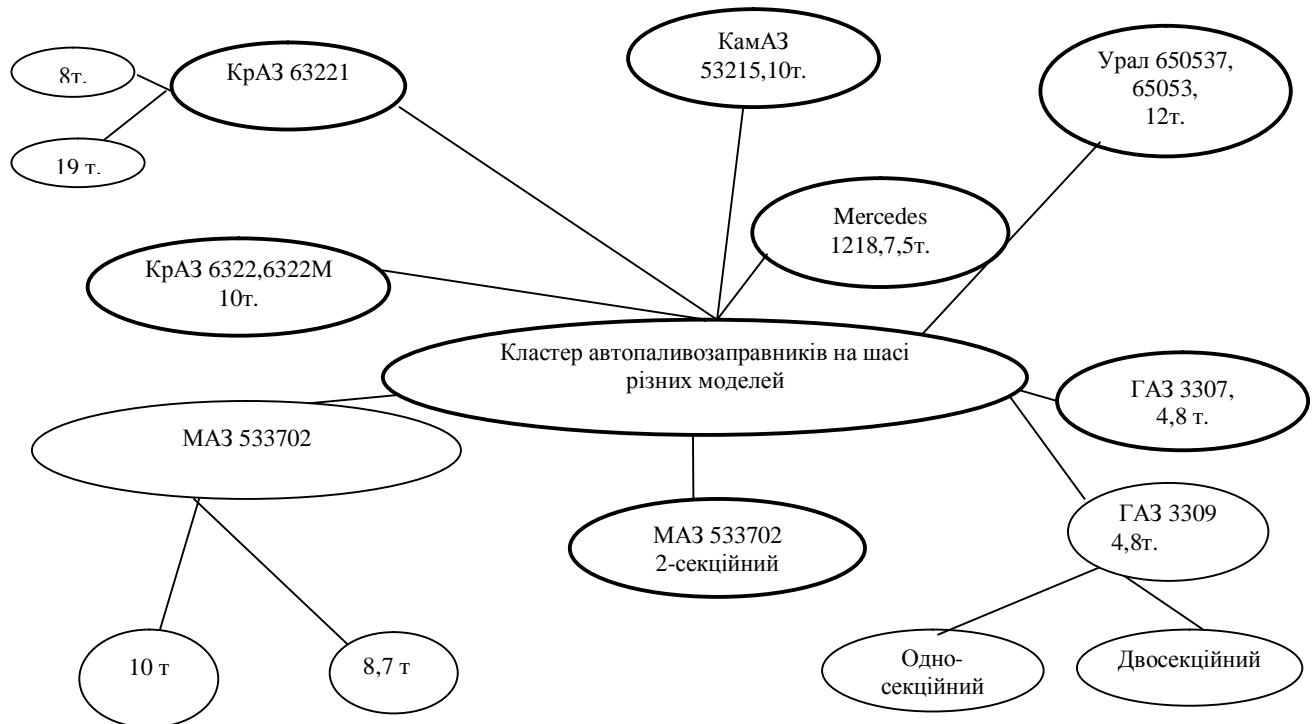 КамАЗ
53215,10т.
Урал 650537,
65053,
12т.
КрАЗ 63221
8т.
19 т.
Mercedes
1218,7,5т.
КрАЗ 6322,6322М
10т.
Кластер автопаливозаправників на шасі
різних моделей
ГАЗ 3307,
4,8 т.
МАЗ 533702
ГАЗ 3309
4,8т.
МАЗ 533702
2-секційний
10 т
8,7 т
Одно-
секційний
Двосекційний